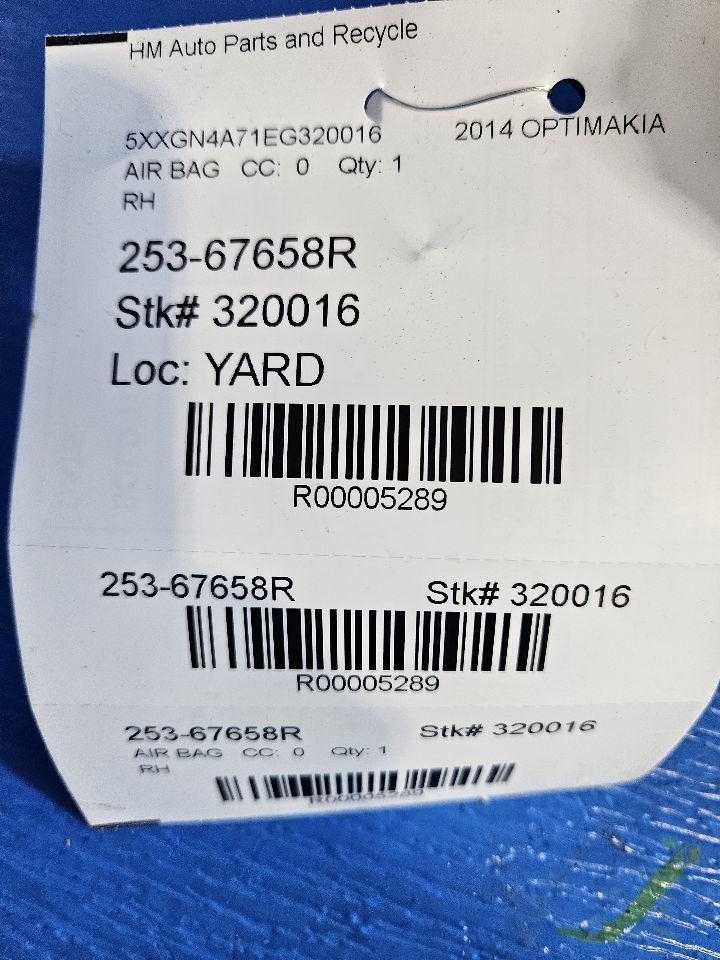 HM Auto Parts and Recycle
5XXGN4A71EG320016 2014 OPTIMAKIA
AIR BAG CC: 0 Qty: 1
RH
253-67658R
Stk# 320016
Loc: YARD
R00005289
253-67658R Stk# 320016
R00005289
253-67658R Stk# 320016
AIR BAG CC: 0 Qty: 1
RH
R00005289